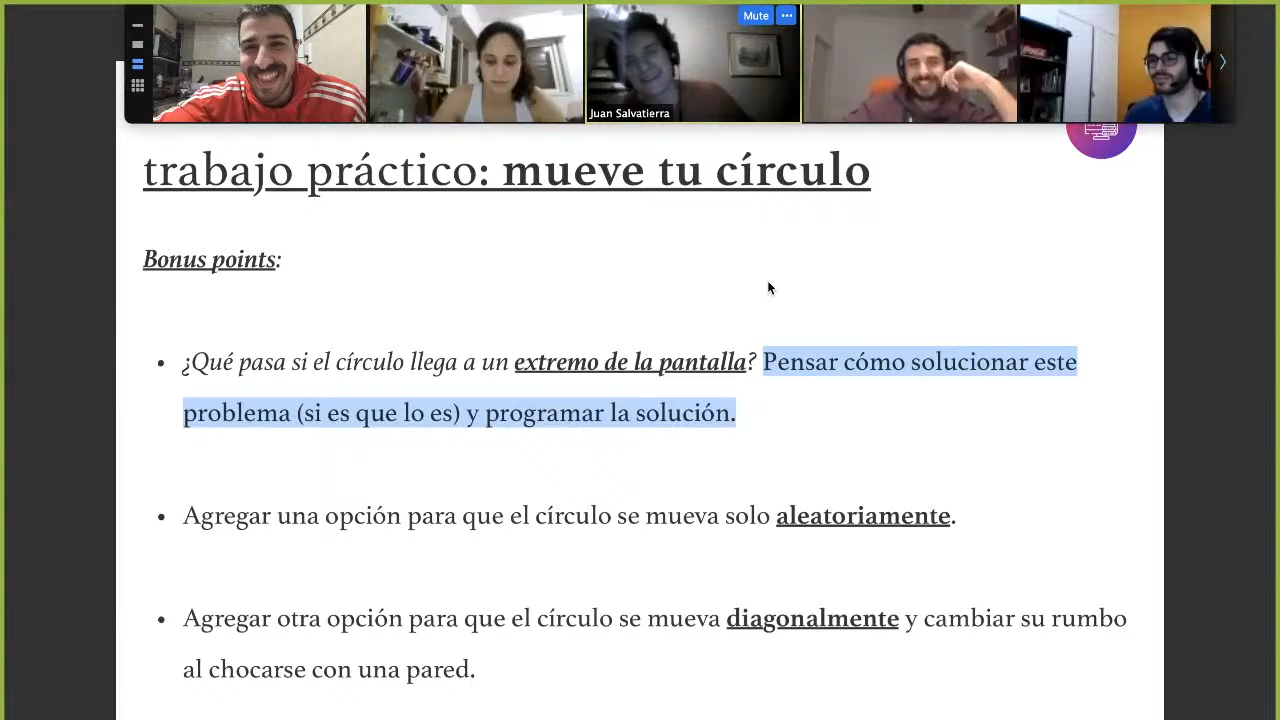 Mute
Juan Salvatierra
trabajo práctico: mueve tu círculo
Bonus points:
• ¿Qué pasa si el círculo llega a un extremo de la pantalla? Pensar cómo solucionar este
problema (si es que lo es) y programar la solución.
• Agregar una opción para que el círculo se mueva solo aleatoriamente.
• Agregar otra opción para que el círculo se mueva diagonalmente y cambiar su rumbo
al chocarse con una pared.